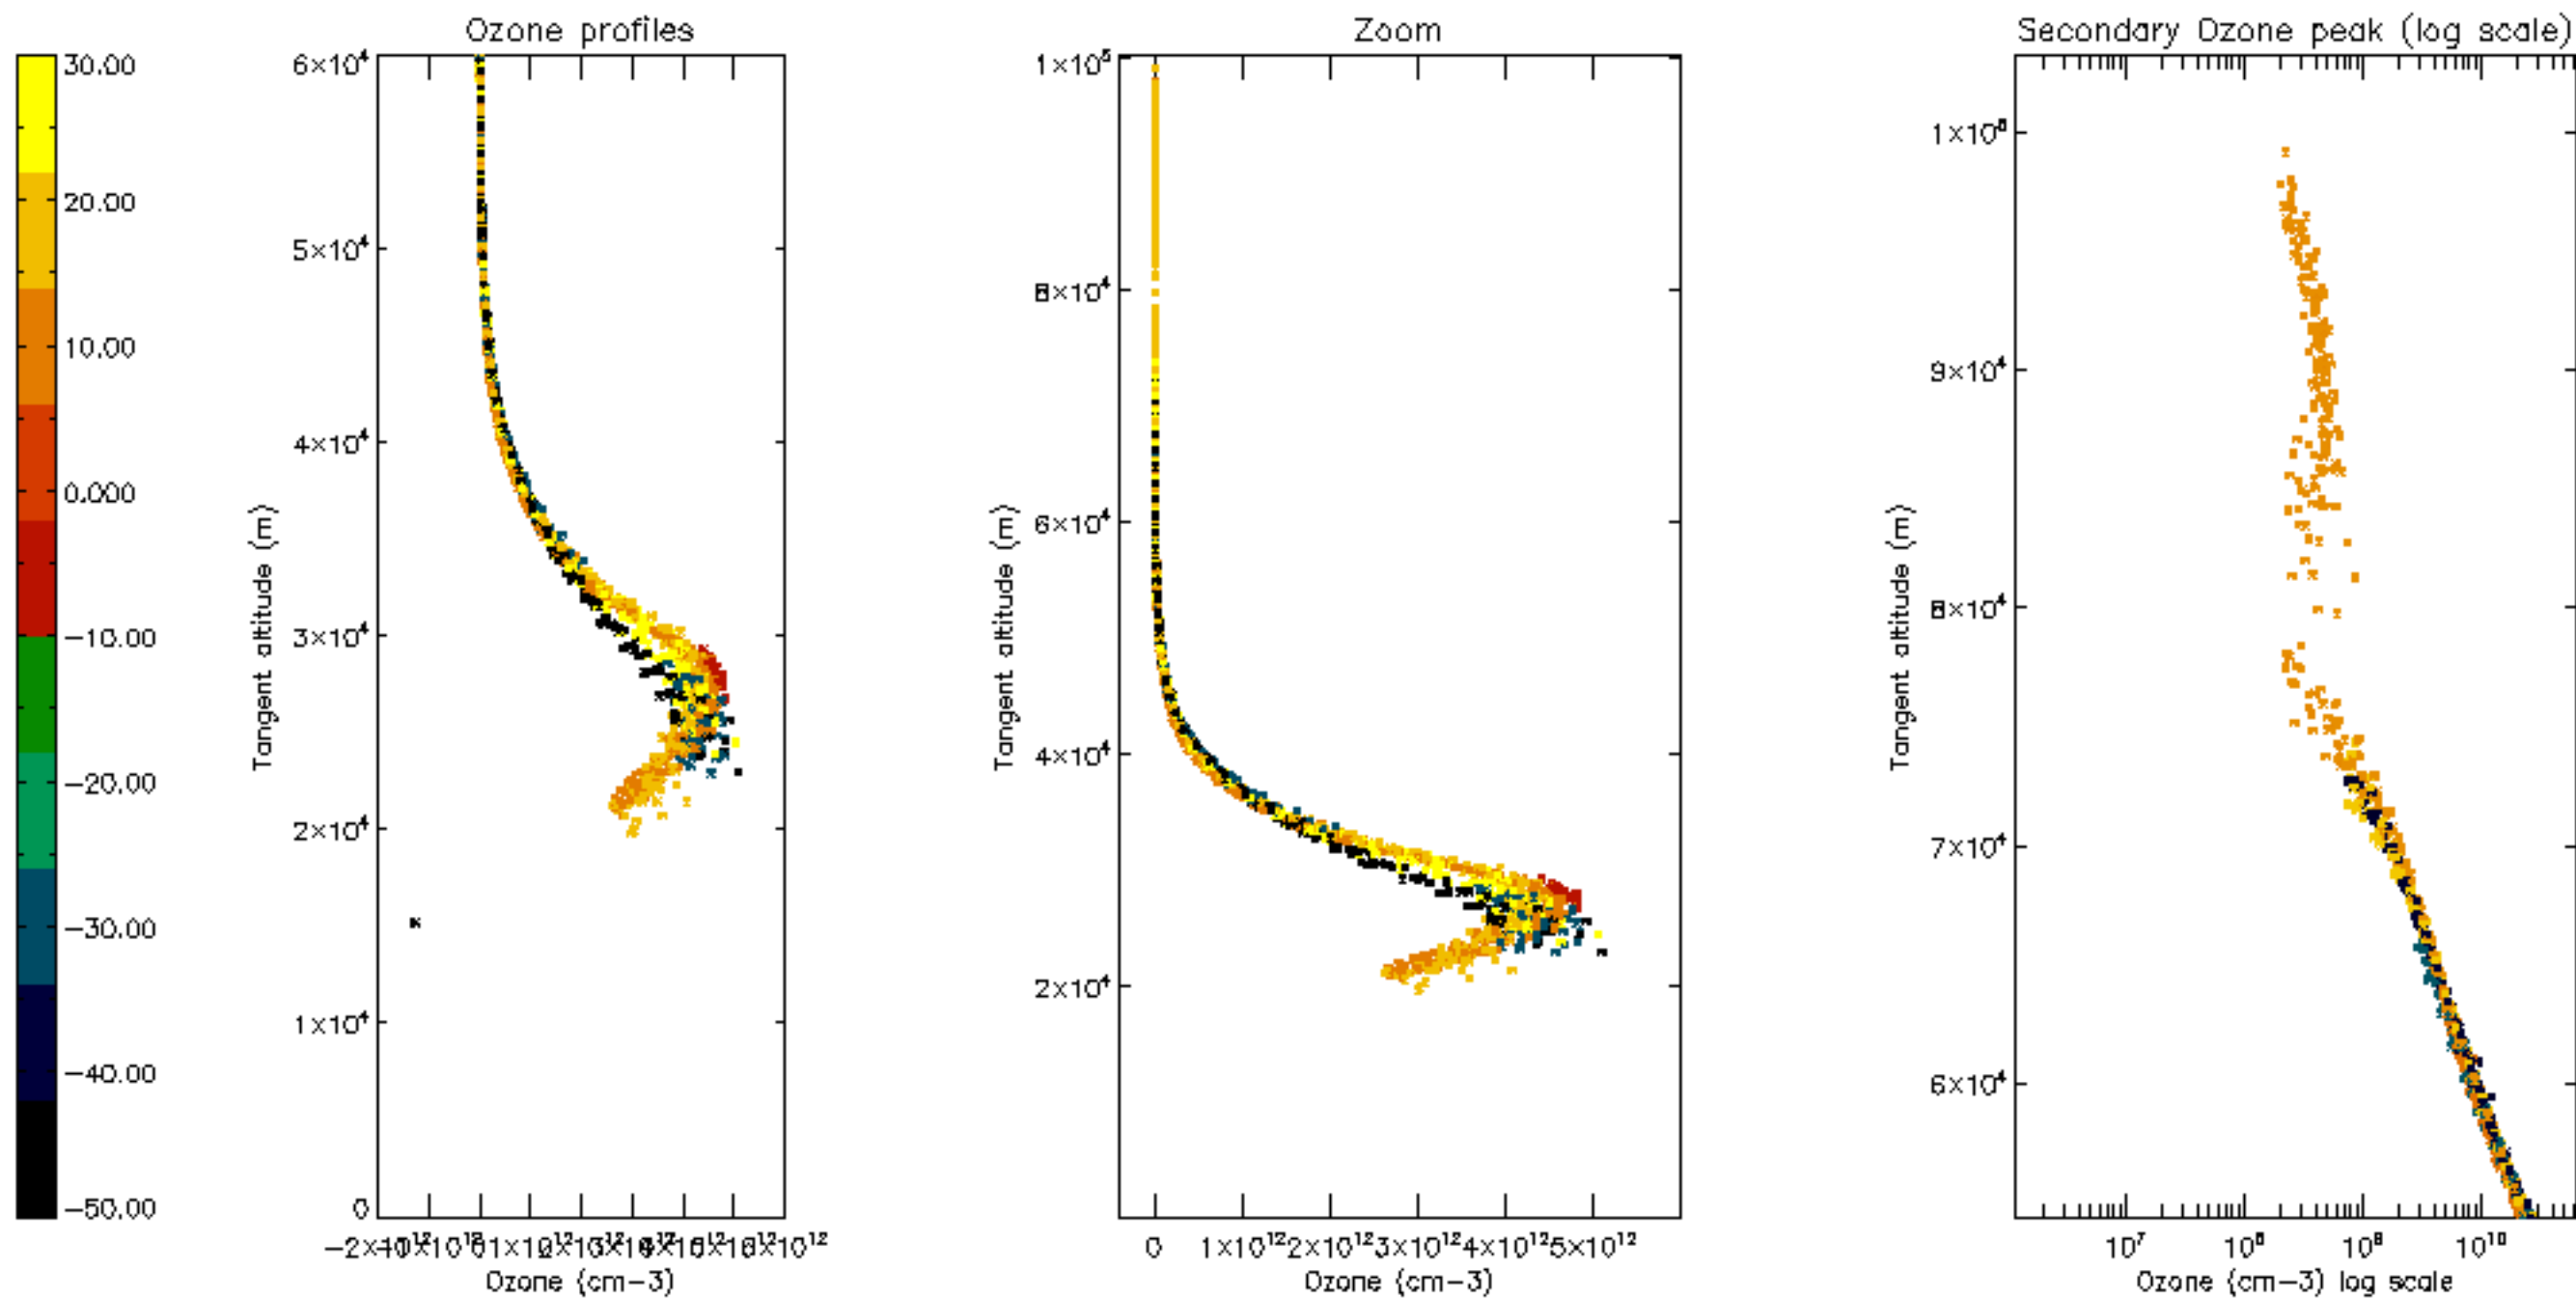 Ozone profiles
Zoom
Secondary Ozone peak (log scale)
30.00
20.00
10.00
0.000
−10.00
−20.00
−30.00
−40.00
−50.00
6×10⁴
5×10⁴
4×10⁴
3×10⁴
2×10⁴
1×10⁴
0
Tangent altitude (m)
Ozone (cm−3)
1×10⁵
8×10⁴
6×10⁴
4×10⁴
2×10⁴
Tangent altitude (m)
0 1×10¹² 2×10¹² 3×10¹² 4×10¹² 5×10¹²
Ozone (cm−3)
9×10⁴
8×10⁴
7×10⁴
6×10⁴
Tangent altitude (m)
10⁷ 10⁸ 10⁹ 10¹⁰
Ozone (cm−3) log scale